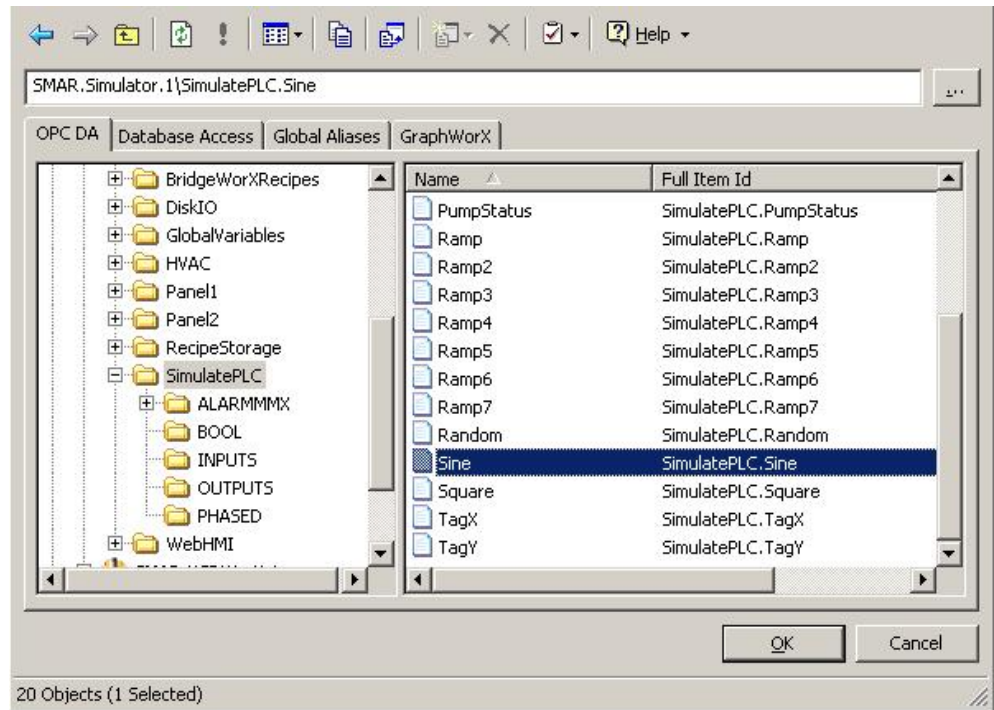 Help
SMAR.Simulator.1\SimulatePLC.Sine
...
OPC DA Database Access Global Aliases GraphWorX
BridgeWorXRecipes
DiskIO
GlobalVariables
HVAC
Panel1
Panel2
RecipeStorage
SimulatePLC
ALARMMMX
BOOL
INPUTS
OUTPUTS
PHASED
WebHMI
Name Full Item Id
PumpStatus SimulatePLC.PumpStatus
Ramp SimulatePLC.Ramp
Ramp2 SimulatePLC.Ramp2
Ramp3 SimulatePLC.Ramp3
Ramp4 SimulatePLC.Ramp4
Ramp5 SimulatePLC.Ramp5
Ramp6 SimulatePLC.Ramp6
Ramp7 SimulatePLC.Ramp7
Random SimulatePLC.Random
Sine SimulatePLC.Sine
Square SimulatePLC.Square
TagX SimulatePLC.TagX
TagY SimulatePLC.TagY
OK Cancel
20 Objects (1 Selected)